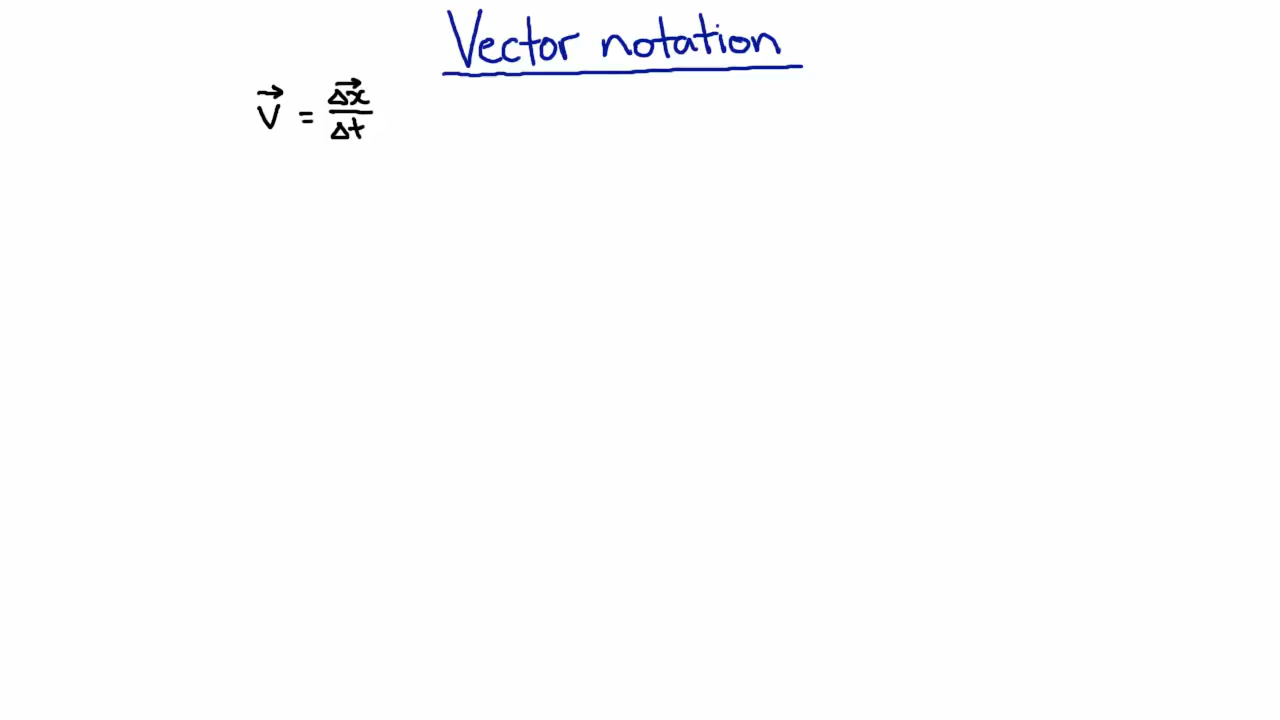 Vector notation
V⃗ = Δx⃗ / Δt